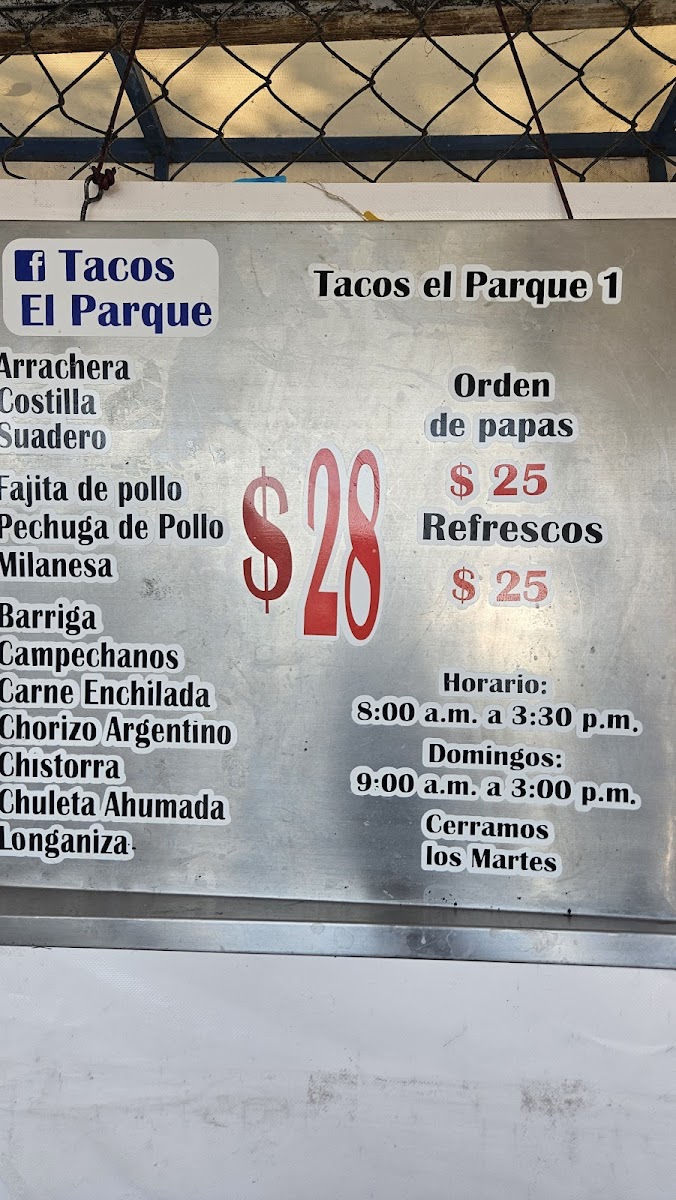 Tacos
El Parque
Tacos el Parque 1
Arrachera
Costilla
Suadero
Fajita de pollo
Pechuga de Pollo
Milanesa
Barriga
Campechanos
Carne Enchilada
Chorizo Argentino
Chistorra
Chuleta Ahumada
Longaniza
$ 28
Orden
de papas
$ 25
Refrescos
$ 25
Horario:
8:00 a.m. a 3:30 p.m.
Domingos:
9:00 a.m. a 3:00 p.m.
Cerramos
los Martes